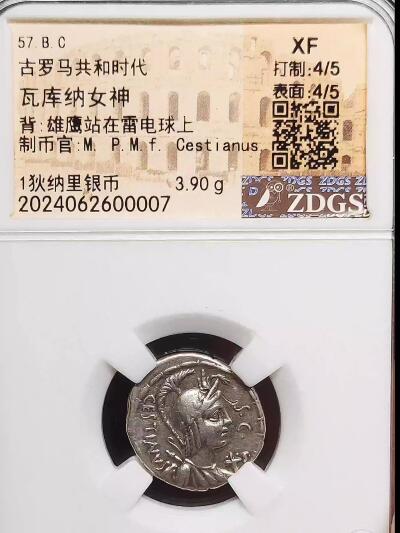 57.B.C
XF
古罗马共和时代
打制:4/5
瓦库纳女神
表面:4/5
背:雄鹰站在雷电球上
制币官:M. P.M.f. Cestianus
1狄纳里银币
3.90g
2024062600007
ZDGS
CESTIANVS
S.C